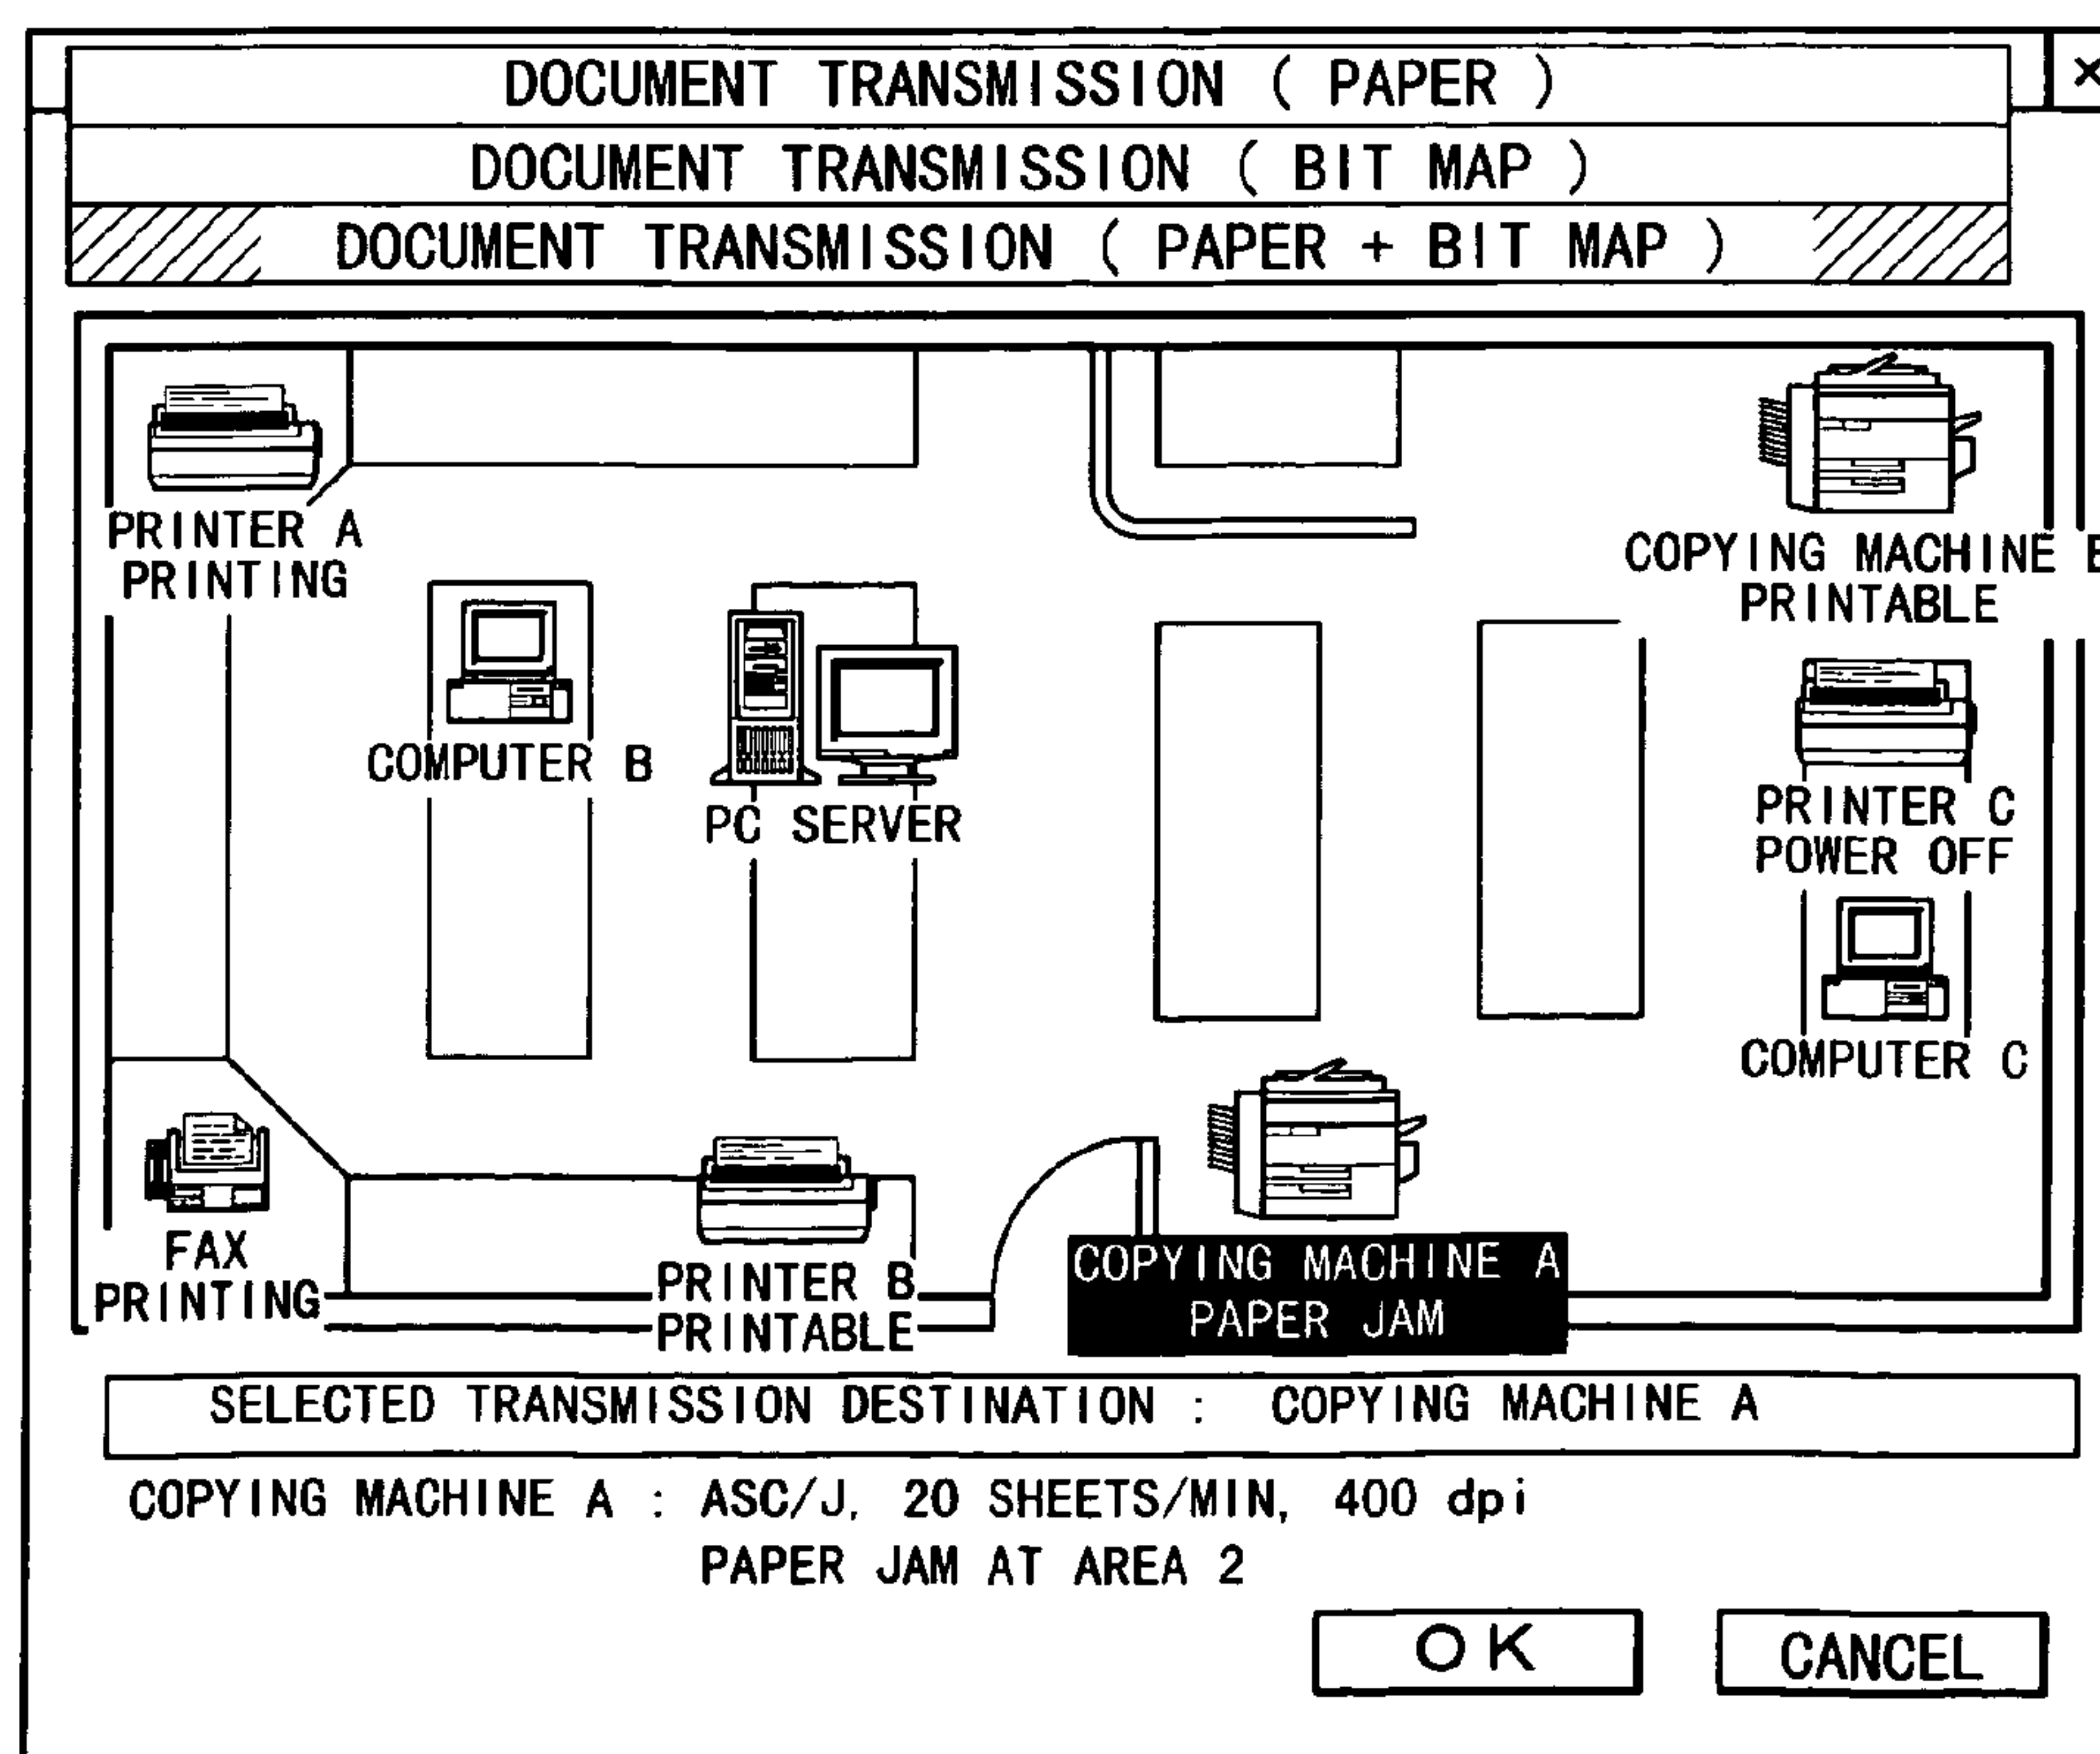 DOCUMENT TRANSMISSION ( PAPER )
×
DOCUMENT TRANSMISSION ( BIT MAP )
DOCUMENT TRANSMISSION ( PAPER + BIT MAP )
PRINTER A
PRINTING
COPYING MACHINE
PRINTABLE
COMPUTER B
PC SERVER
PRINTER C
POWER OFF
COMPUTER C
FAX
PRINTING
PRINTER B
PRINTABLE
COPYING MACHINE A
PAPER JAM
SELECTED TRANSMISSION DESTINATION : COPYING MACHINE A
COPYING MACHINE A : ASC/J, 20 SHEETS/MIN, 400 dpi
PAPER JAM AT AREA 2
OK
CANCEL